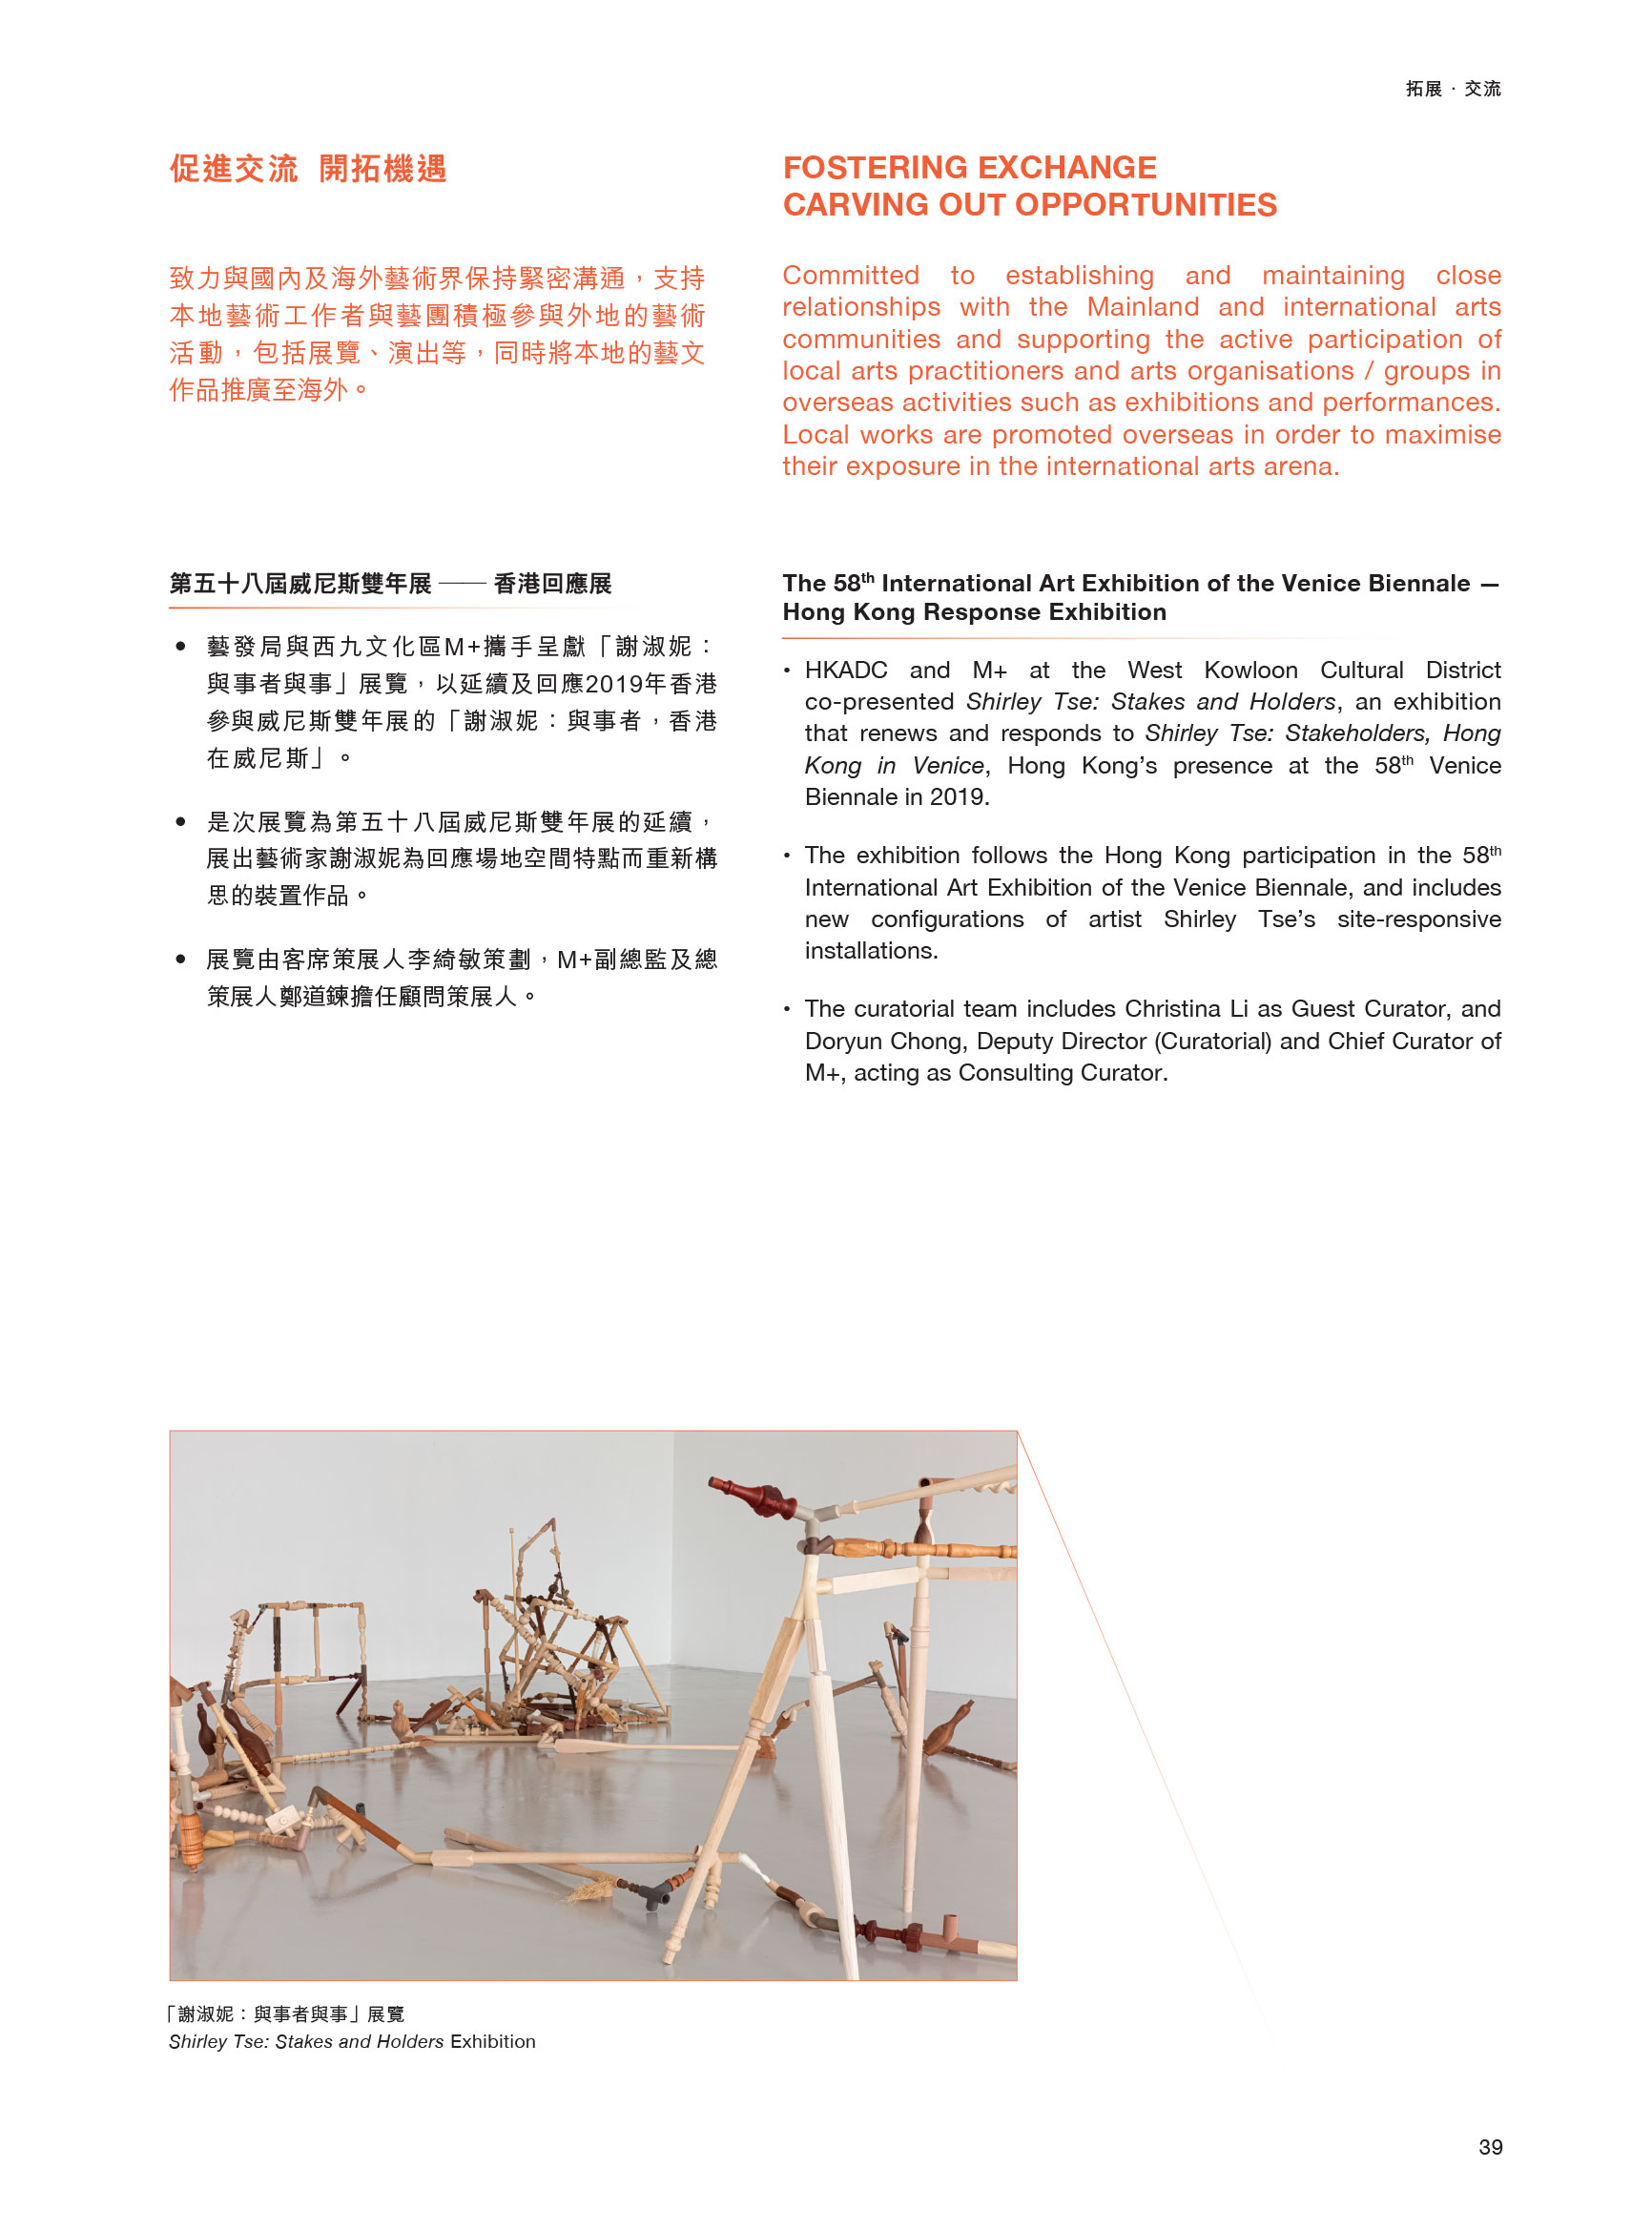 拓展．交流
促進交流 開拓機遇
致力與國內及海外藝術界保持緊密溝通，支持
本地藝術工作者與藝團積極參與外地的藝術
活動，包括展覽、演出等，同時將本地的藝文
作品推廣至海外。
第五十八屆威尼斯雙年展 —— 香港回應展
• 藝發局與西九文化區M+攜手呈獻「謝淑妮：
與事者與事」展覽，以延續及回應2019年香港
參與威尼斯雙年展的「謝淑妮：與事者，香港
在威尼斯」。
• 是次展覽為第五十八屆威尼斯雙年展的延續，
展出藝術家謝淑妮為回應場地空間特點而重新構
思的裝置作品。
• 展覽由客席策展人李綺敏策劃，M+副總監及總
策展人鄭道鍊擔任顧問策展人。
FOSTERING EXCHANGE
CARVING OUT OPPORTUNITIES
Committed to establishing and maintaining close
relationships with the Mainland and international arts
communities and supporting the active participation of
local arts practitioners and arts organisations / groups in
overseas activities such as exhibitions and performances.
Local works are promoted overseas in order to maximise
their exposure in the international arts arena.
The 58th International Art Exhibition of the Venice Biennale —
Hong Kong Response Exhibition
• HKADC and M+ at the West Kowloon Cultural District
co-presented Shirley Tse: Stakes and Holders, an exhibition
that renews and responds to Shirley Tse: Stakeholders, Hong
Kong in Venice, Hong Kong’s presence at the 58th Venice
Biennale in 2019.
• The exhibition follows the Hong Kong participation in the 58th
International Art Exhibition of the Venice Biennale, and includes
new configurations of artist Shirley Tse’s site-responsive
installations.
• The curatorial team includes Christina Li as Guest Curator, and
Doryun Chong, Deputy Director (Curatorial) and Chief Curator of
M+, acting as Consulting Curator.
「謝淑妮：與事者與事」展覽
Shirley Tse: Stakes and Holders Exhibition
39